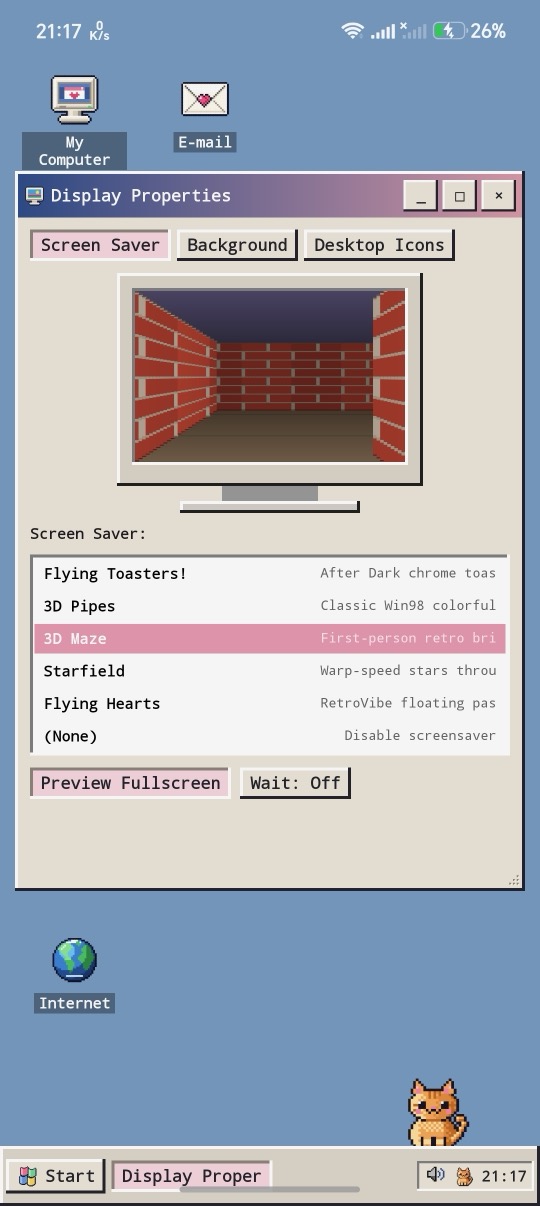 21:17 0 K/s 26%
My Computer
E-mail
Display Properties
Screen Saver Background Desktop Icons
Screen Saver:
Flying Toasters! After Dark chrome toas
3D Pipes Classic Win98 colorful
3D Maze First-person retro bri
Starfield Warp-speed stars throu
Flying Hearts RetroVibe floating pas
(None) Disable screensaver
Preview Fullscreen Wait: Off
Internet
Start Display Proper 21:17